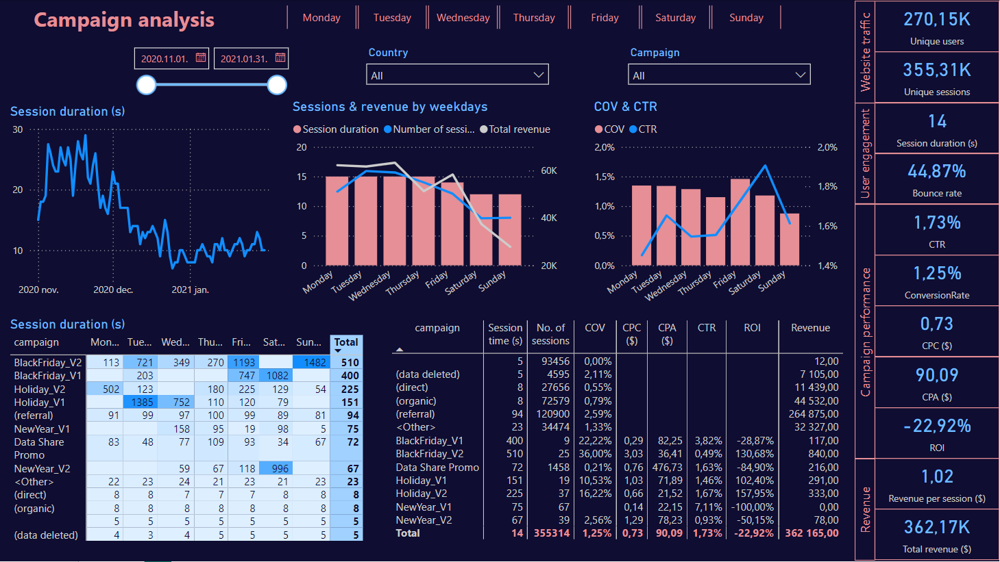 Campaign analysis
Monday Tuesday Wednesday Thursday Friday Saturday Sunday
2020.11.01. 2021.01.31.
Country
All
Campaign
All
Session duration (s)
30
20
10
2020 nov. 2020 dec. 2021 jan.
Sessions & revenue by weekdays
Session duration Number of sessi... Total revenue
20
15
10
5
0
60K
40K
20K
Monday Tuesday Wednesday Thursday Friday Saturday Sunday
COV & CTR
COV CTR
2,0%
1,5%
1,0%
0,5%
0,0%
2,0%
1,8%
1,6%
1,4%
Monday Tuesday Wednesday Thursday Friday Saturday Sunday
Session duration (s)
campaign Mon... Tue... Wed... Thu... Fri... Sat... Sun... Total
BlackFriday_V2 113 721 349 270 1193 1482 510
BlackFriday_V1 203 747 1082 400
Holiday_V2 502 123 180 225 129 54 225
Holiday_V1 1385 752 110 120 79 151
(referral) 91 99 97 100 99 89 81 94
NewYear_V1 158 95 19 98 5 75
Data Share 83 48 77 109 93 34 67 72
Promo
NewYear_V2 59 67 118 996 67
<Other> 22 23 24 21 23 21 23 23
(direct) 8 8 7 7 7 8 8 8
(organic) 8 8 8 8 8 8 8 8
5 5 5 5 5 5 5 5
(data deleted) 4 3 4 5 5 5 5 5
campaign Session No. of COV CPC CPA CTR ROI Revenue
time (s) sessions ($) ($)
5 93456 0,00% 12,00
(data deleted) 5 4595 2,11% 7 105,00
(direct) 8 27656 0,55% 11 439,00
(organic) 8 72579 0,79% 44 532,00
(referral) 94 120900 2,59% 264 875,00
<Other> 23 34474 1,33% 32 327,00
BlackFriday_V1 400 9 22,22% 0,29 82,25 3,82% -28,87% 117,00
BlackFriday_V2 510 25 36,00% 3,03 36,41 0,49% 130,68% 840,00
Data Share Promo 72 1458 0,21% 0,76 476,73 1,63% -84,90% 216,00
Holiday_V1 151 19 10,53% 1,03 71,89 1,46% 102,40% 291,00
Holiday_V2 225 37 16,22% 0,66 21,52 1,67% 157,95% 333,00
NewYear_V1 75 67 0,14 22,15 7,11% -100,00% 0,00
NewYear_V2 67 39 2,56% 1,29 78,23 0,93% -50,15% 78,00
Total 14 355314 1,25% 0,73 90,09 1,73% -22,92% 362 165,00
Website traffic
270,15K
Unique users
355,31K
Unique sessions
User engagement
14
Session duration (s)
44,87%
Bounce rate
Campaign performance
1,73%
CTR
1,25%
ConversionRate
0,73
CPC ($)
90,09
CPA ($)
-22,92%
ROI
Revenue
1,02
Revenue per session ($)
362,17K
Total revenue ($)